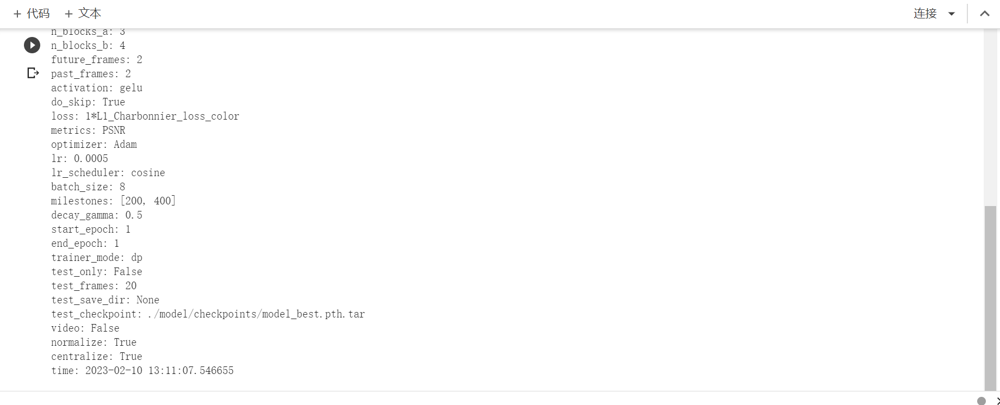 + 代码 + 文本 连接
n_blocks_a: 3
n_blocks_b: 4
future_frames: 2
past_frames: 2
activation: gelu
do_skip: True
loss: 1*L1_Charbonnier_loss_color
metrics: PSNR
optimizer: Adam
lr: 0.0005
lr_scheduler: cosine
batch_size: 8
milestones: [200, 400]
decay_gamma: 0.5
start_epoch: 1
end_epoch: 1
trainer_mode: dp
test_only: False
test_frames: 20
test_save_dir: None
test_checkpoint: ./model/checkpoints/model_best.pth.tar
video: False
normalize: True
centralize: True
time: 2023-02-10 13:11:07.546655